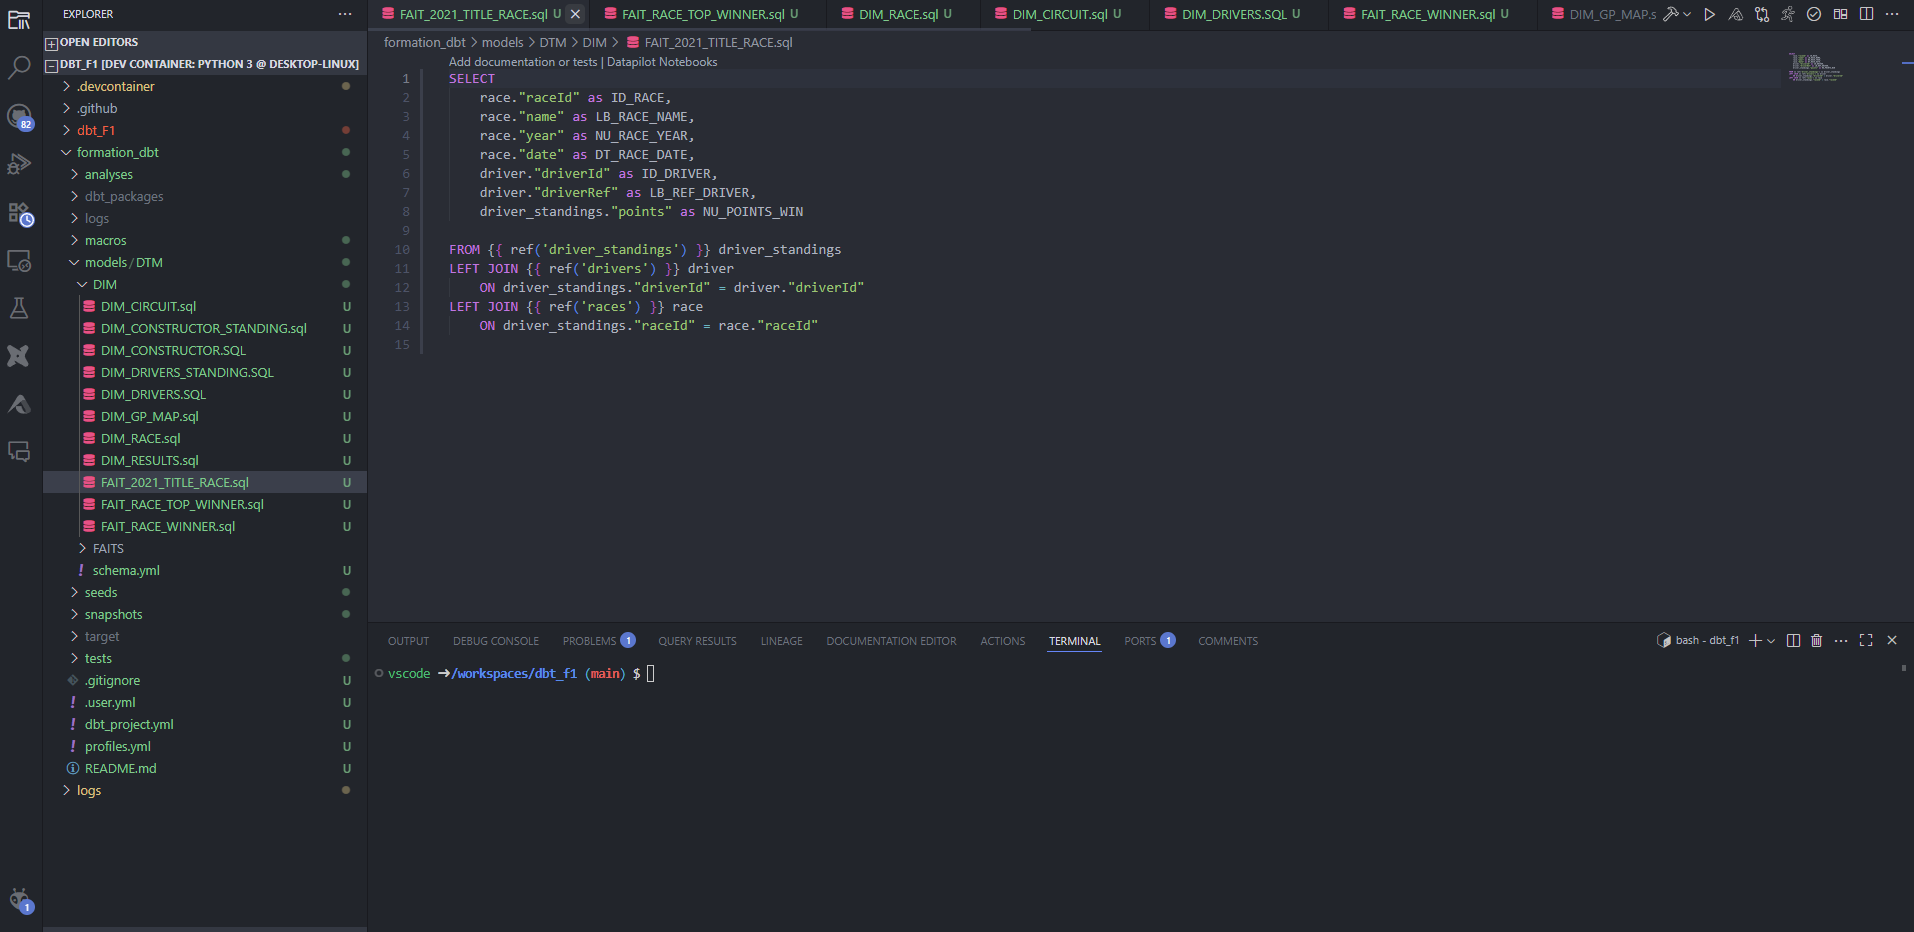 EXPLORER
OPEN EDITORS
DBT_F1 [DEV CONTAINER: PYTHON 3 @ DESKTOP-LINUX]
.devcontainer
.github
dbt_F1
formation_dbt
analyses
dbt_packages
logs
macros
models / DTM
DIM
DIM_CIRCUIT.sql U
DIM_CONSTRUCTOR_STANDING.sql U
DIM_CONSTRUCTOR.SQL U
DIM_DRIVERS_STANDING.SQL U
DIM_DRIVERS.SQL U
DIM_GP_MAP.sql U
DIM_RACE.sql U
DIM_RESULTS.sql U
FAIT_2021_TITLE_RACE.sql U
FAIT_RACE_TOP_WINNER.sql U
FAIT_RACE_WINNER.sql U
FAITS
! schema.yml U
seeds
snapshots
target
tests
.gitignore U
! .user.yml U
! dbt_project.yml U
! profiles.yml U
README.md U
logs
82
1
FAIT_2021_TITLE_RACE.sql U
FAIT_RACE_TOP_WINNER.sql U
DIM_RACE.sql U
DIM_CIRCUIT.sql U
DIM_DRIVERS.SQL U
FAIT_RACE_WINNER.sql U
DIM_GP_MAP.s
formation_dbt > models > DTM > DIM > FAIT_2021_TITLE_RACE.sql
Add documentation or tests | Datapilot Notebooks
1 SELECT
2 race."raceId" as ID_RACE,
3 race."name" as LB_RACE_NAME,
4 race."year" as NU_RACE_YEAR,
5 race."date" as DT_RACE_DATE,
6 driver."driverId" as ID_DRIVER,
7 driver."driverRef" as LB_REF_DRIVER,
8 driver_standings."points" as NU_POINTS_WIN
9
10 FROM {{ ref('driver_standings') }} driver_standings
11 LEFT JOIN {{ ref('drivers') }} driver
12 ON driver_standings."driverId" = driver."driverId"
13 LEFT JOIN {{ ref('races') }} race
14 ON driver_standings."raceId" = race."raceId"
15
OUTPUT DEBUG CONSOLE PROBLEMS 1 QUERY RESULTS LINEAGE DOCUMENTATION EDITOR ACTIONS TERMINAL PORTS 1 COMMENTS
bash - dbt_f1
vscode ➜/workspaces/dbt_f1 (main) $